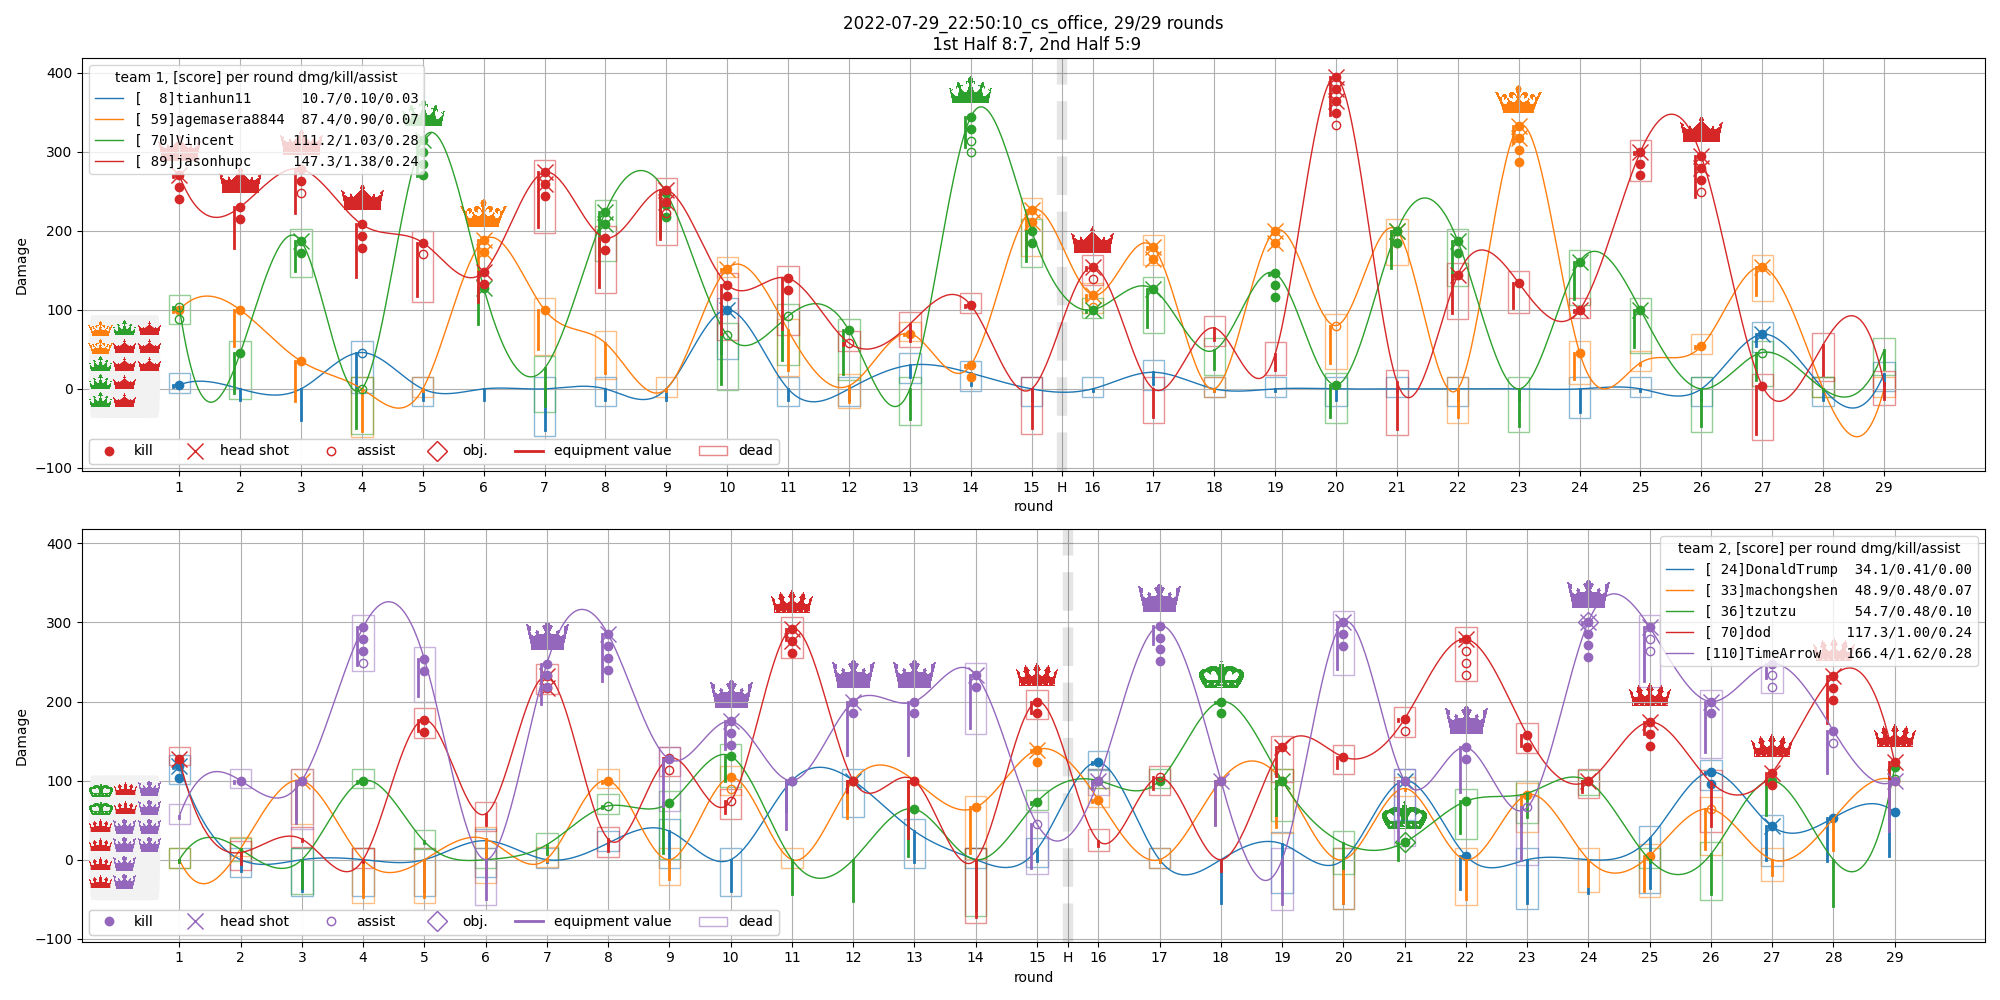 2022-07-29_22:50:10_cs_office, 29/29 rounds
1st Half 8:7, 2nd Half 5:9
team 1, [score] per round dmg/kill/assist
[  8]tianhun11      10.7/0.10/0.03
[ 59]agemasera8844  87.4/0.90/0.07
[ 70]Vincent       111.2/1.03/0.28
[ 89]jasonhupc     147.3/1.38/0.24
400
300
200
100
0
−100
Damage
kill head shot assist obj. equipment value dead
1 2 3 4 5 6 7 8 9 10 11 12 13 14 15 H 16 17 18 19 20 21 22 23 24 25 26 27 28 29
round
team 2, [score] per round dmg/kill/assist
[ 24]DonaldTrump  34.1/0.41/0.00
[ 33]machongshen  48.9/0.48/0.07
[ 36]tzutzu       54.7/0.48/0.10
[ 70]dod         117.3/1.00/0.24
[110]TimeArrow   166.4/1.62/0.28
400
300
200
100
0
−100
Damage
kill head shot assist obj. equipment value dead
1 2 3 4 5 6 7 8 9 10 11 12 13 14 15 H 16 17 18 19 20 21 22 23 24 25 26 27 28 29
round